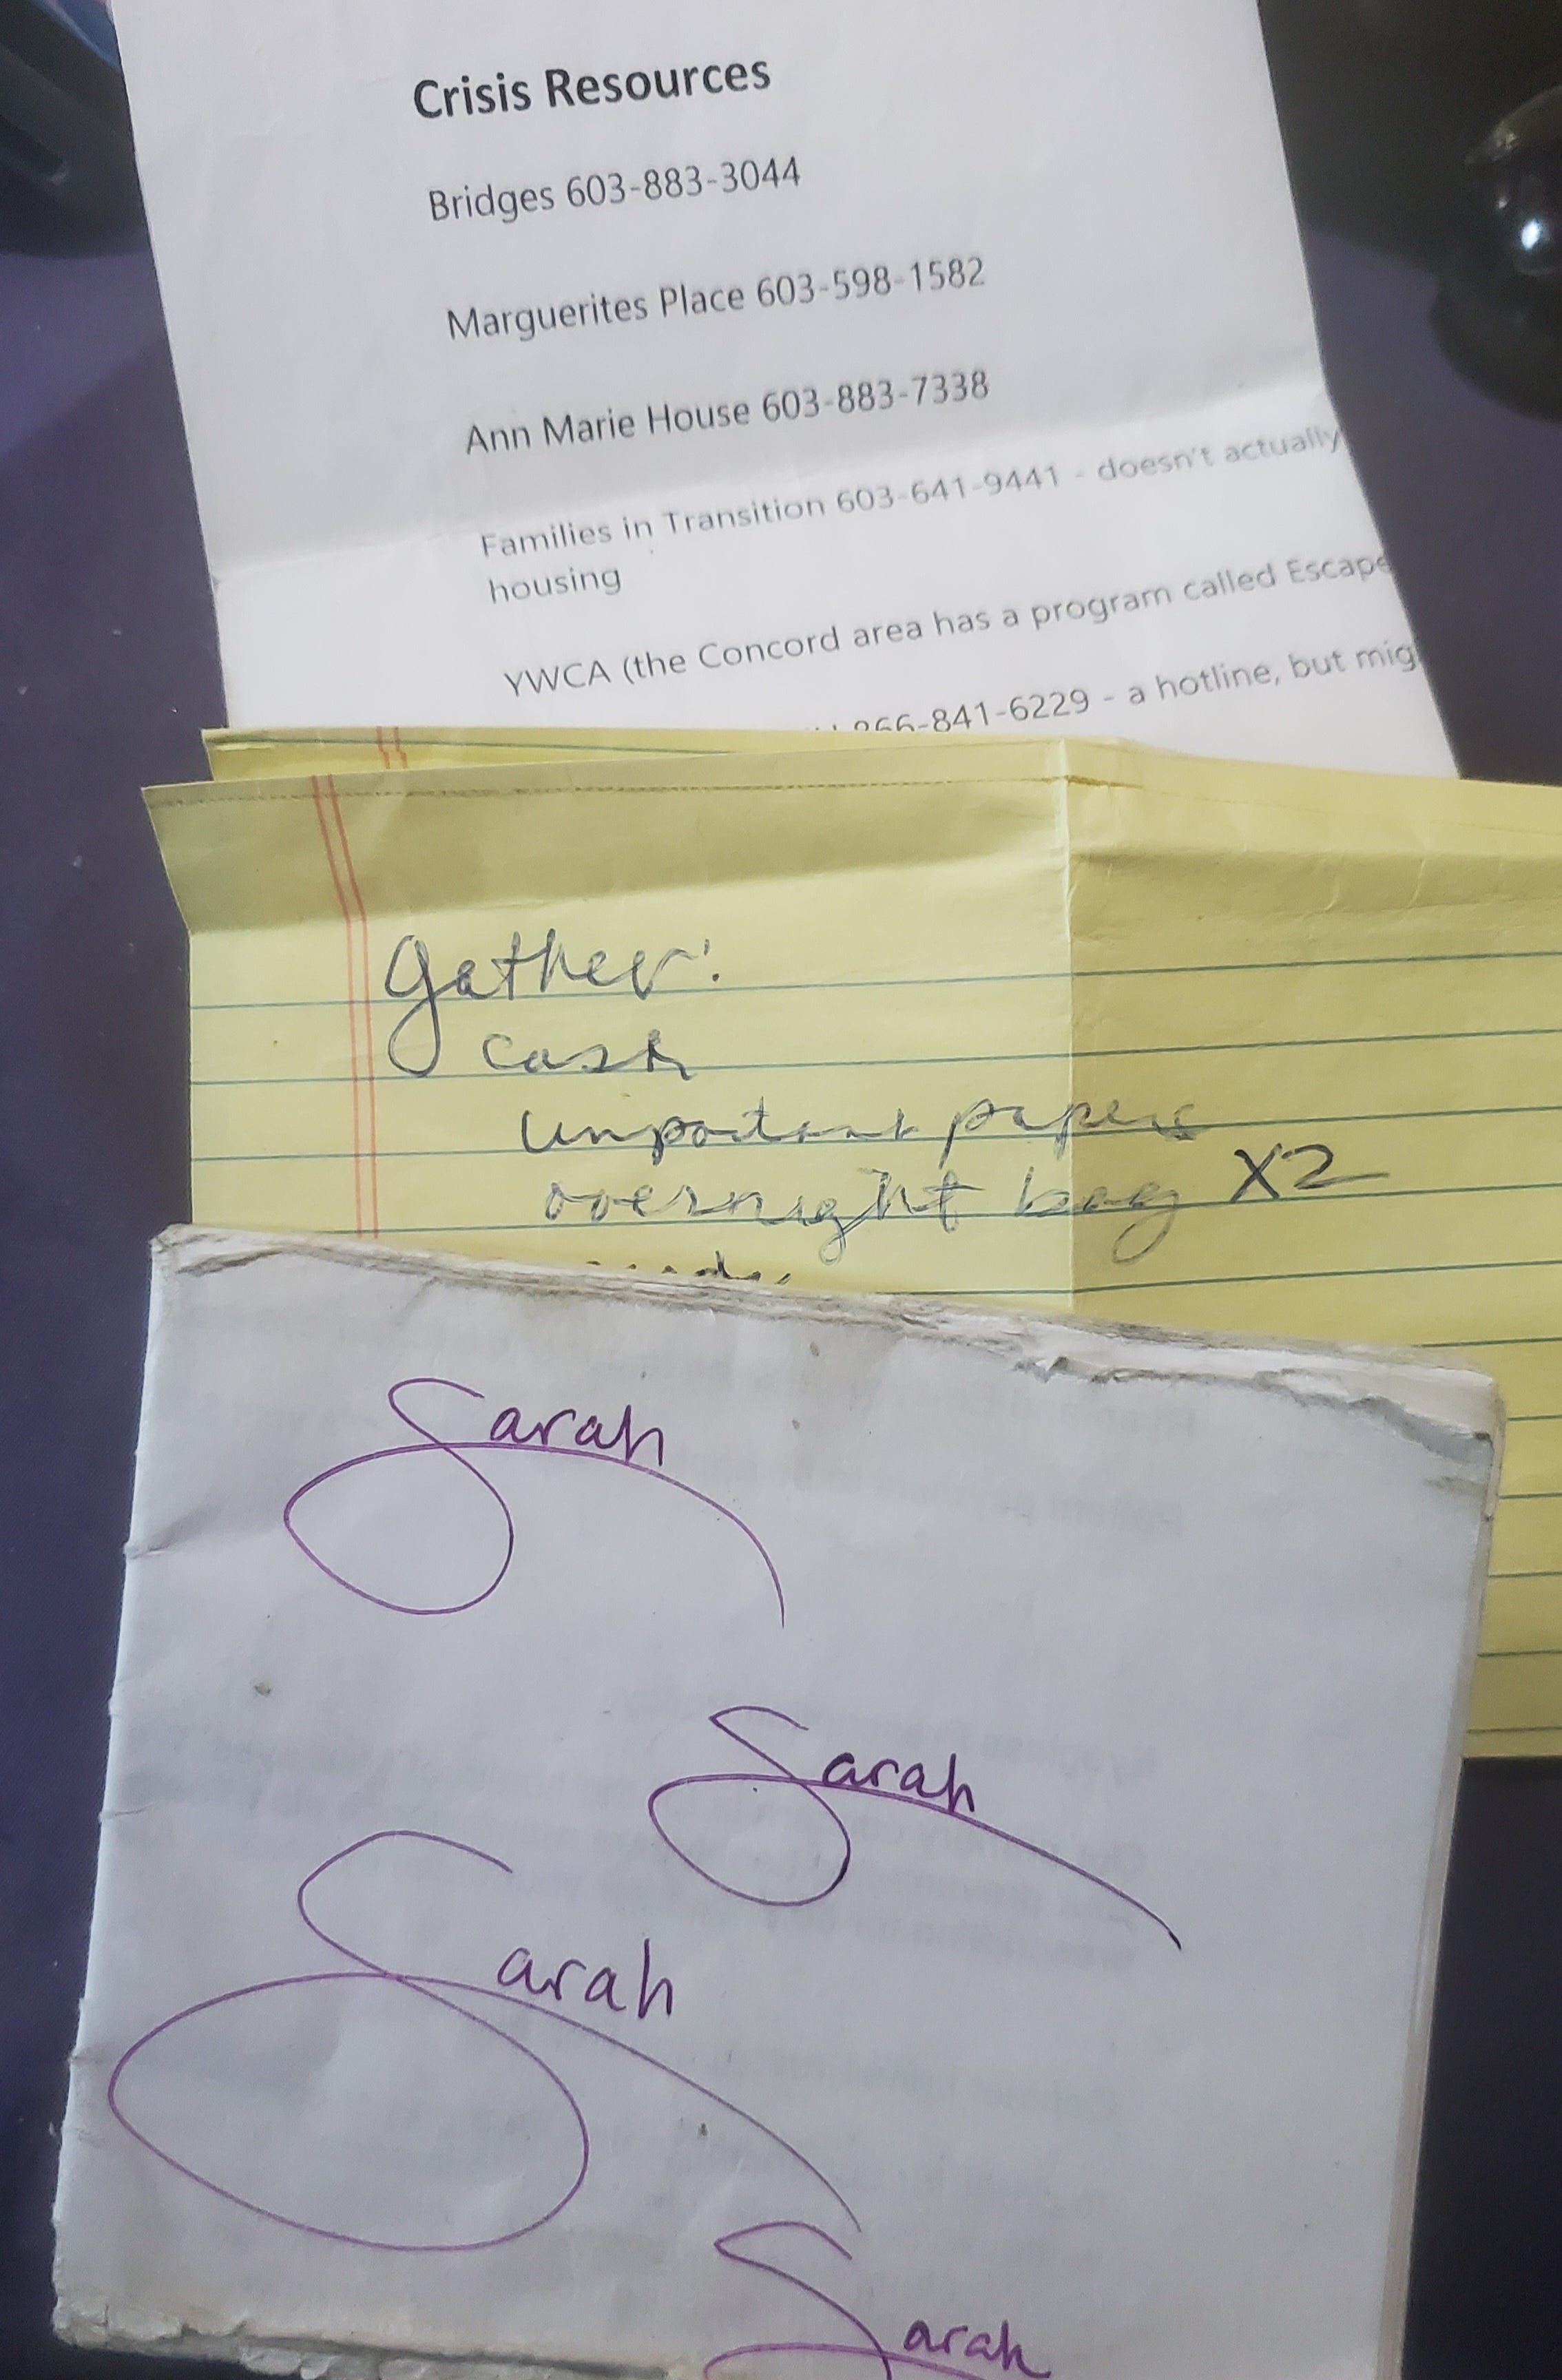 Crisis Resources
Bridges 603-883-3044
Marguerites Place 603-598-1582
Ann Marie House 603-883-7338
Families in Transition 603-641-9441 - doesn't actually
housing
YWCA (the Concord area has a program called Escape
866-841-6229 - a hotline, but mig
Gather:
cash
important papers
overnight bag X2
Sarah
Sarah
Sarah
Sarah